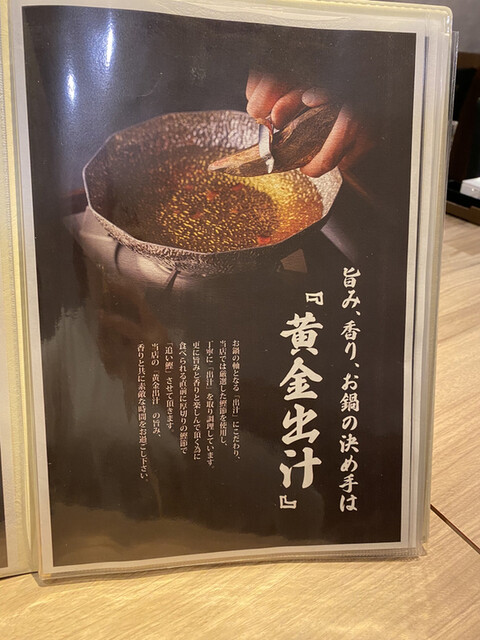 旨み、香り、お鍋の決め手は
『黄金出汁』
お鍋の軸となる「出汁」にこだわり、
当店では厳選した鰹節を使用し、
丁寧に「出汁」を取り調理しています。
更に旨みと香りを楽しんで頂く為に
食べられる直前に厚切りの鰹節で
「追い鰹」させて頂きます。
当店の「黄金出汁」の旨み、
香りと共に素敵な時間をお過ごし下さい。